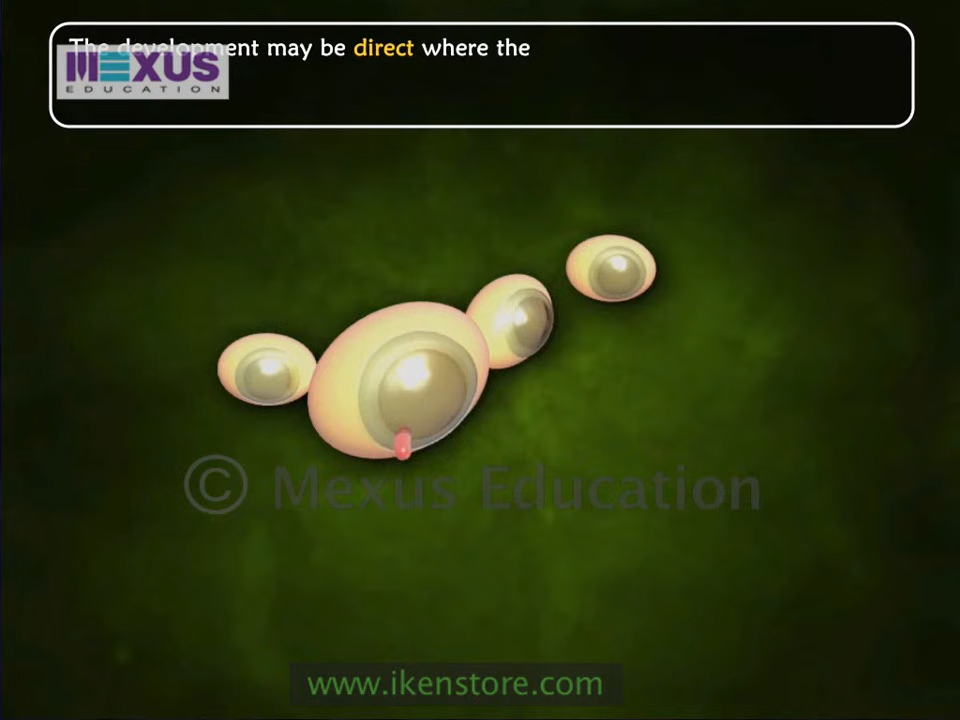 The development may be direct where the
MEXUS
EDUCATION
© Mexus Education
www.ikenstore.com